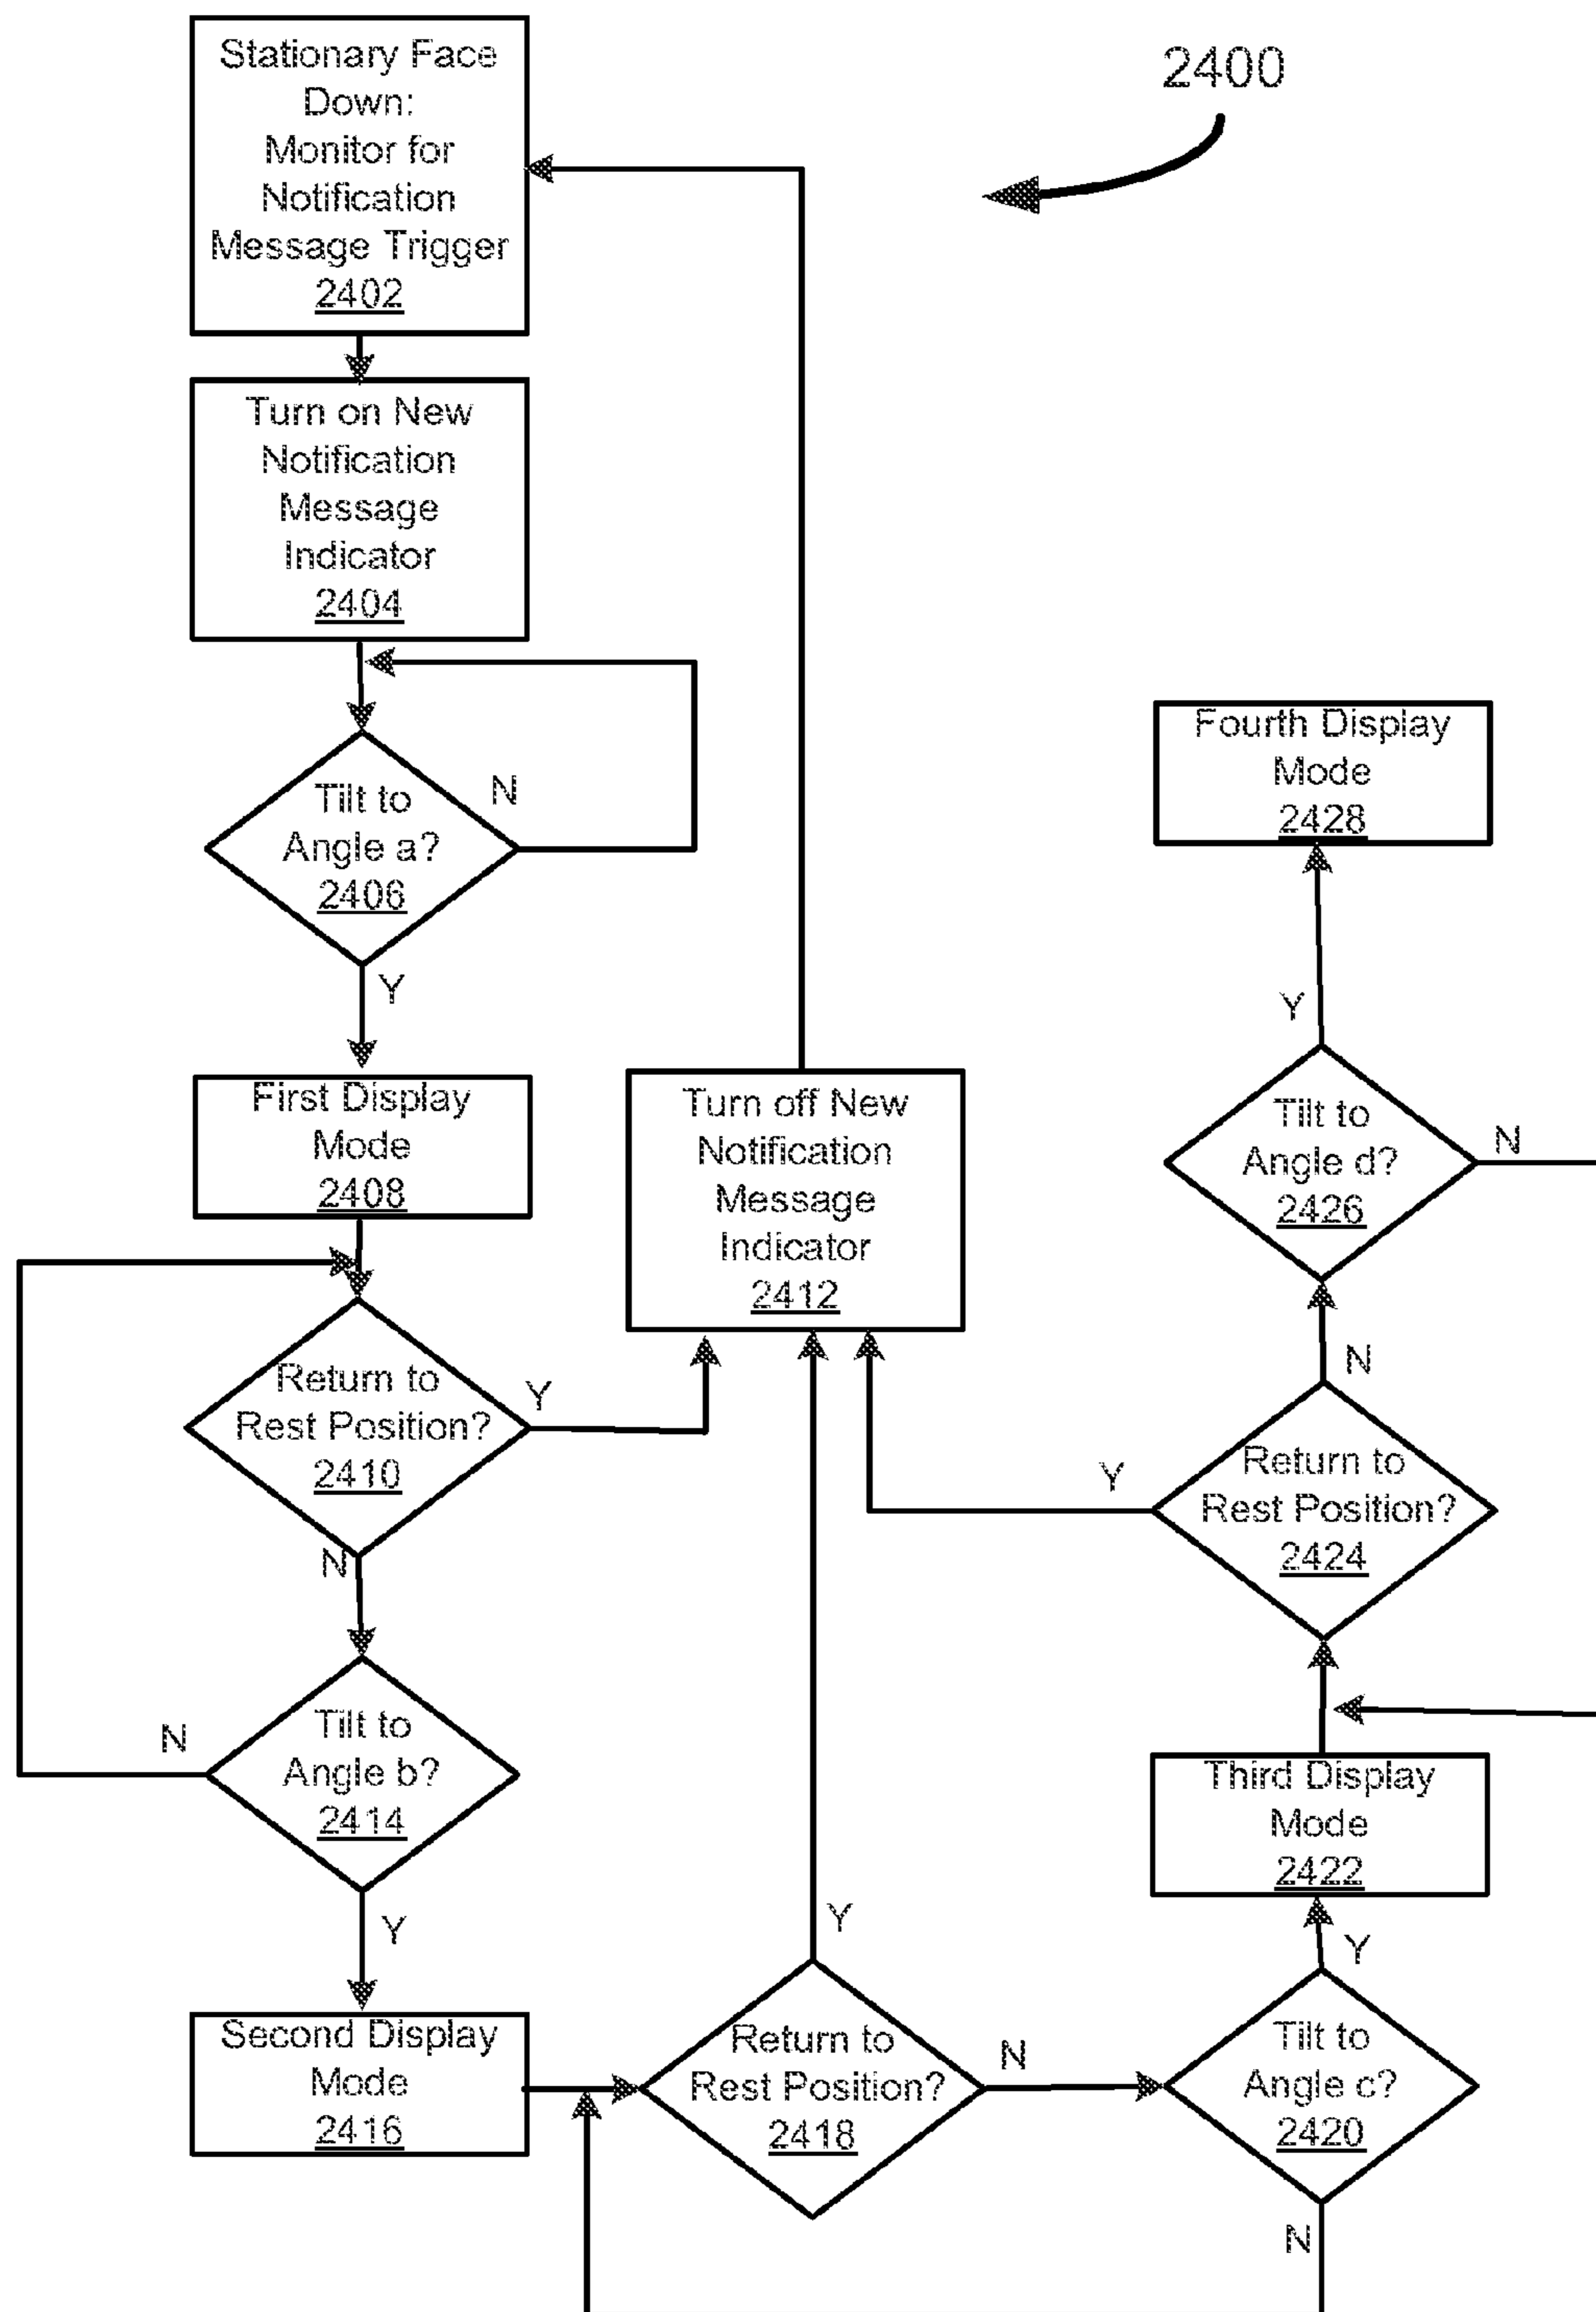 Stationary Face
Down:
Monitor for
Notification
Message Trigger
2402
2400
Turn on New
Notification
Message
Indicator
2404
Tilt to
Angle a?
2406
N
Y
First Display
Mode
2408
Return to
Rest Position?
2410
Y
N
Turn off New
Notification
Message
Indicator
2412
Tilt to
Angle b?
2414
N
Y
Second Display
Mode
2416
Return to
Rest Position?
2418
Y
N
Tilt to
Angle c?
2420
Y
N
Third Display
Mode
2422
Return to
Rest Position?
2424
Y
N
Tilt to
Angle d?
2426
N
Y
Fourth Display
Mode
2428